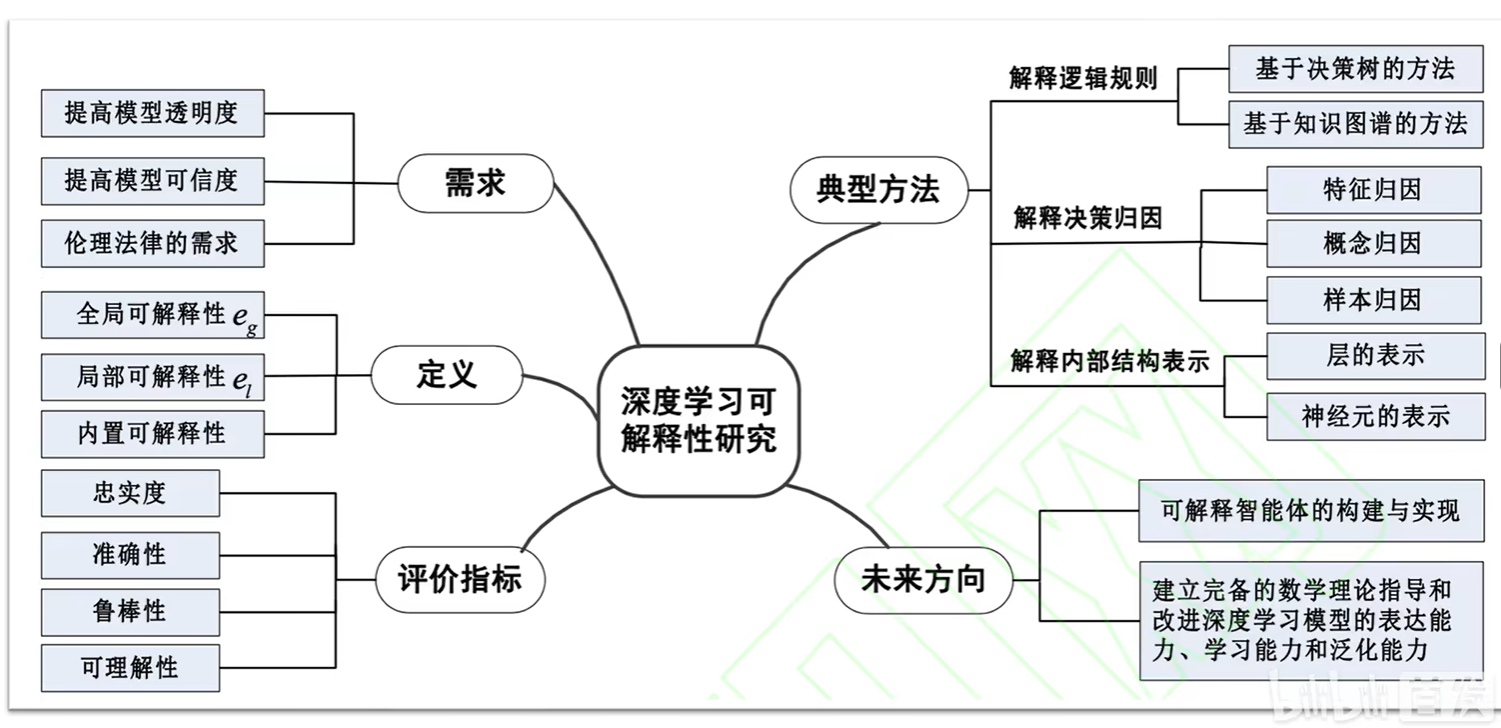 提高模型透明度
提高模型可信度
伦理法律的需求
需求
全局可解释性 e_g
局部可解释性 e_l
内置可解释性
定义
忠实度
准确性
鲁棒性
可理解性
评价指标
深度学习可
解释性研究
典型方法
解释逻辑规则
基于决策树的方法
基于知识图谱的方法
解释决策归因
特征归因
概念归因
样本归因
解释内部结构表示
层的表示
神经元的表示
未来方向
可解释智能体的构建与实现
建立完备的数学理论指导和
改进深度学习模型的表达能
力、学习能力和泛化能力
bilibili 首发